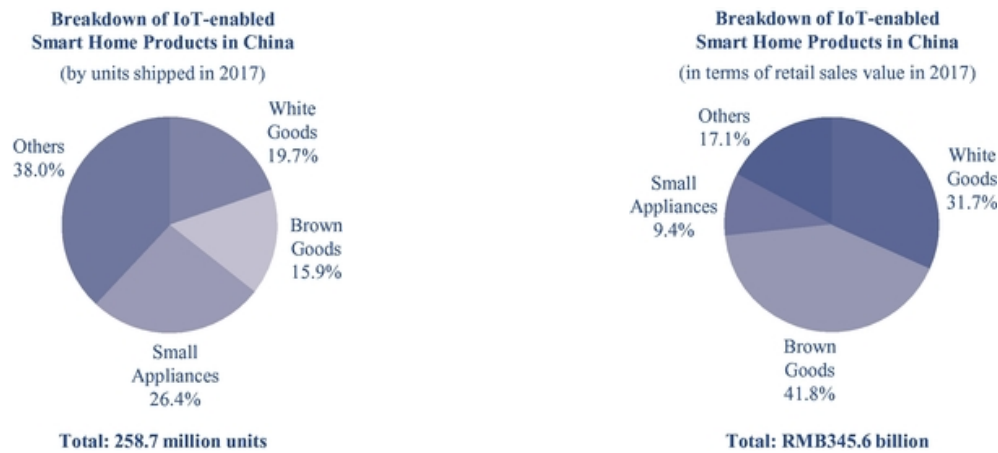 Breakdown of IoT-enabled
Smart Home Products in China
(by units shipped in 2017)
White
Goods
19.7%
Others
38.0%
Brown
Goods
15.9%
Small
Appliances
26.4%
Total: 258.7 million units
Breakdown of IoT-enabled
Smart Home Products in China
(in terms of retail sales value in 2017)
Others
17.1%
White
Goods
31.7%
Small
Appliances
9.4%
Brown
Goods
41.8%
Total: RMB345.6 billion